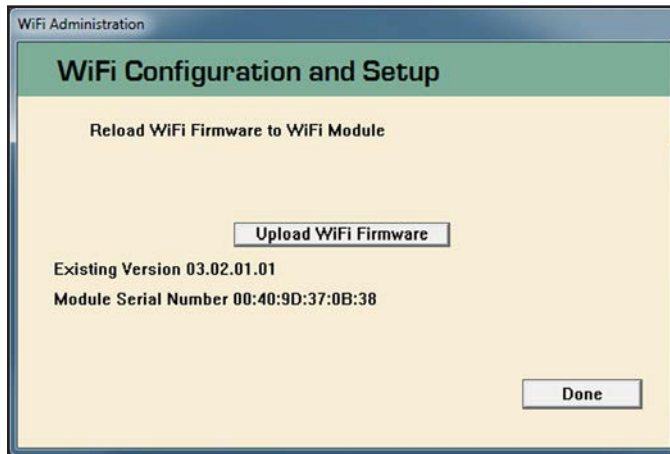 WiFi Administration
WiFi Configuration and Setup
Reload WiFi Firmware to WiFi Module
Upload WiFi Firmware
Existing Version 03.02.01.01
Module Serial Number 00:40:9D:37:0B:38
Done